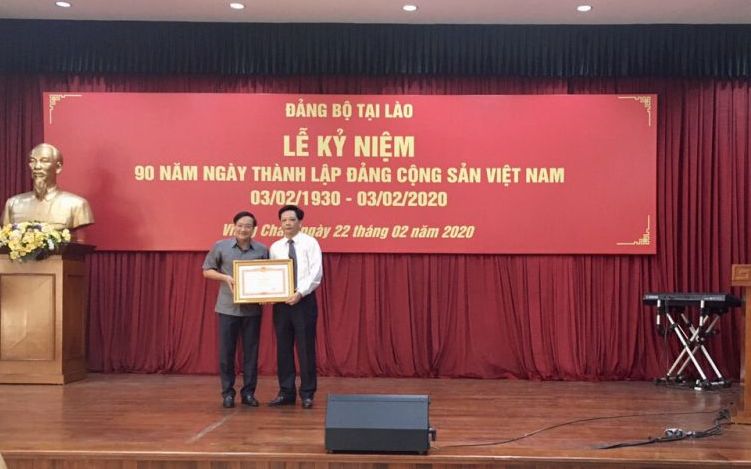 ĐẢNG BỘ TẠI LÀO
LỄ KỶ NIỆM
90 NĂM NGÀY THÀNH LẬP ĐẢNG CỘNG SẢN VIỆT NAM
03/02/1930 - 03/02/2020
ngày 22 tháng 02 năm 2020